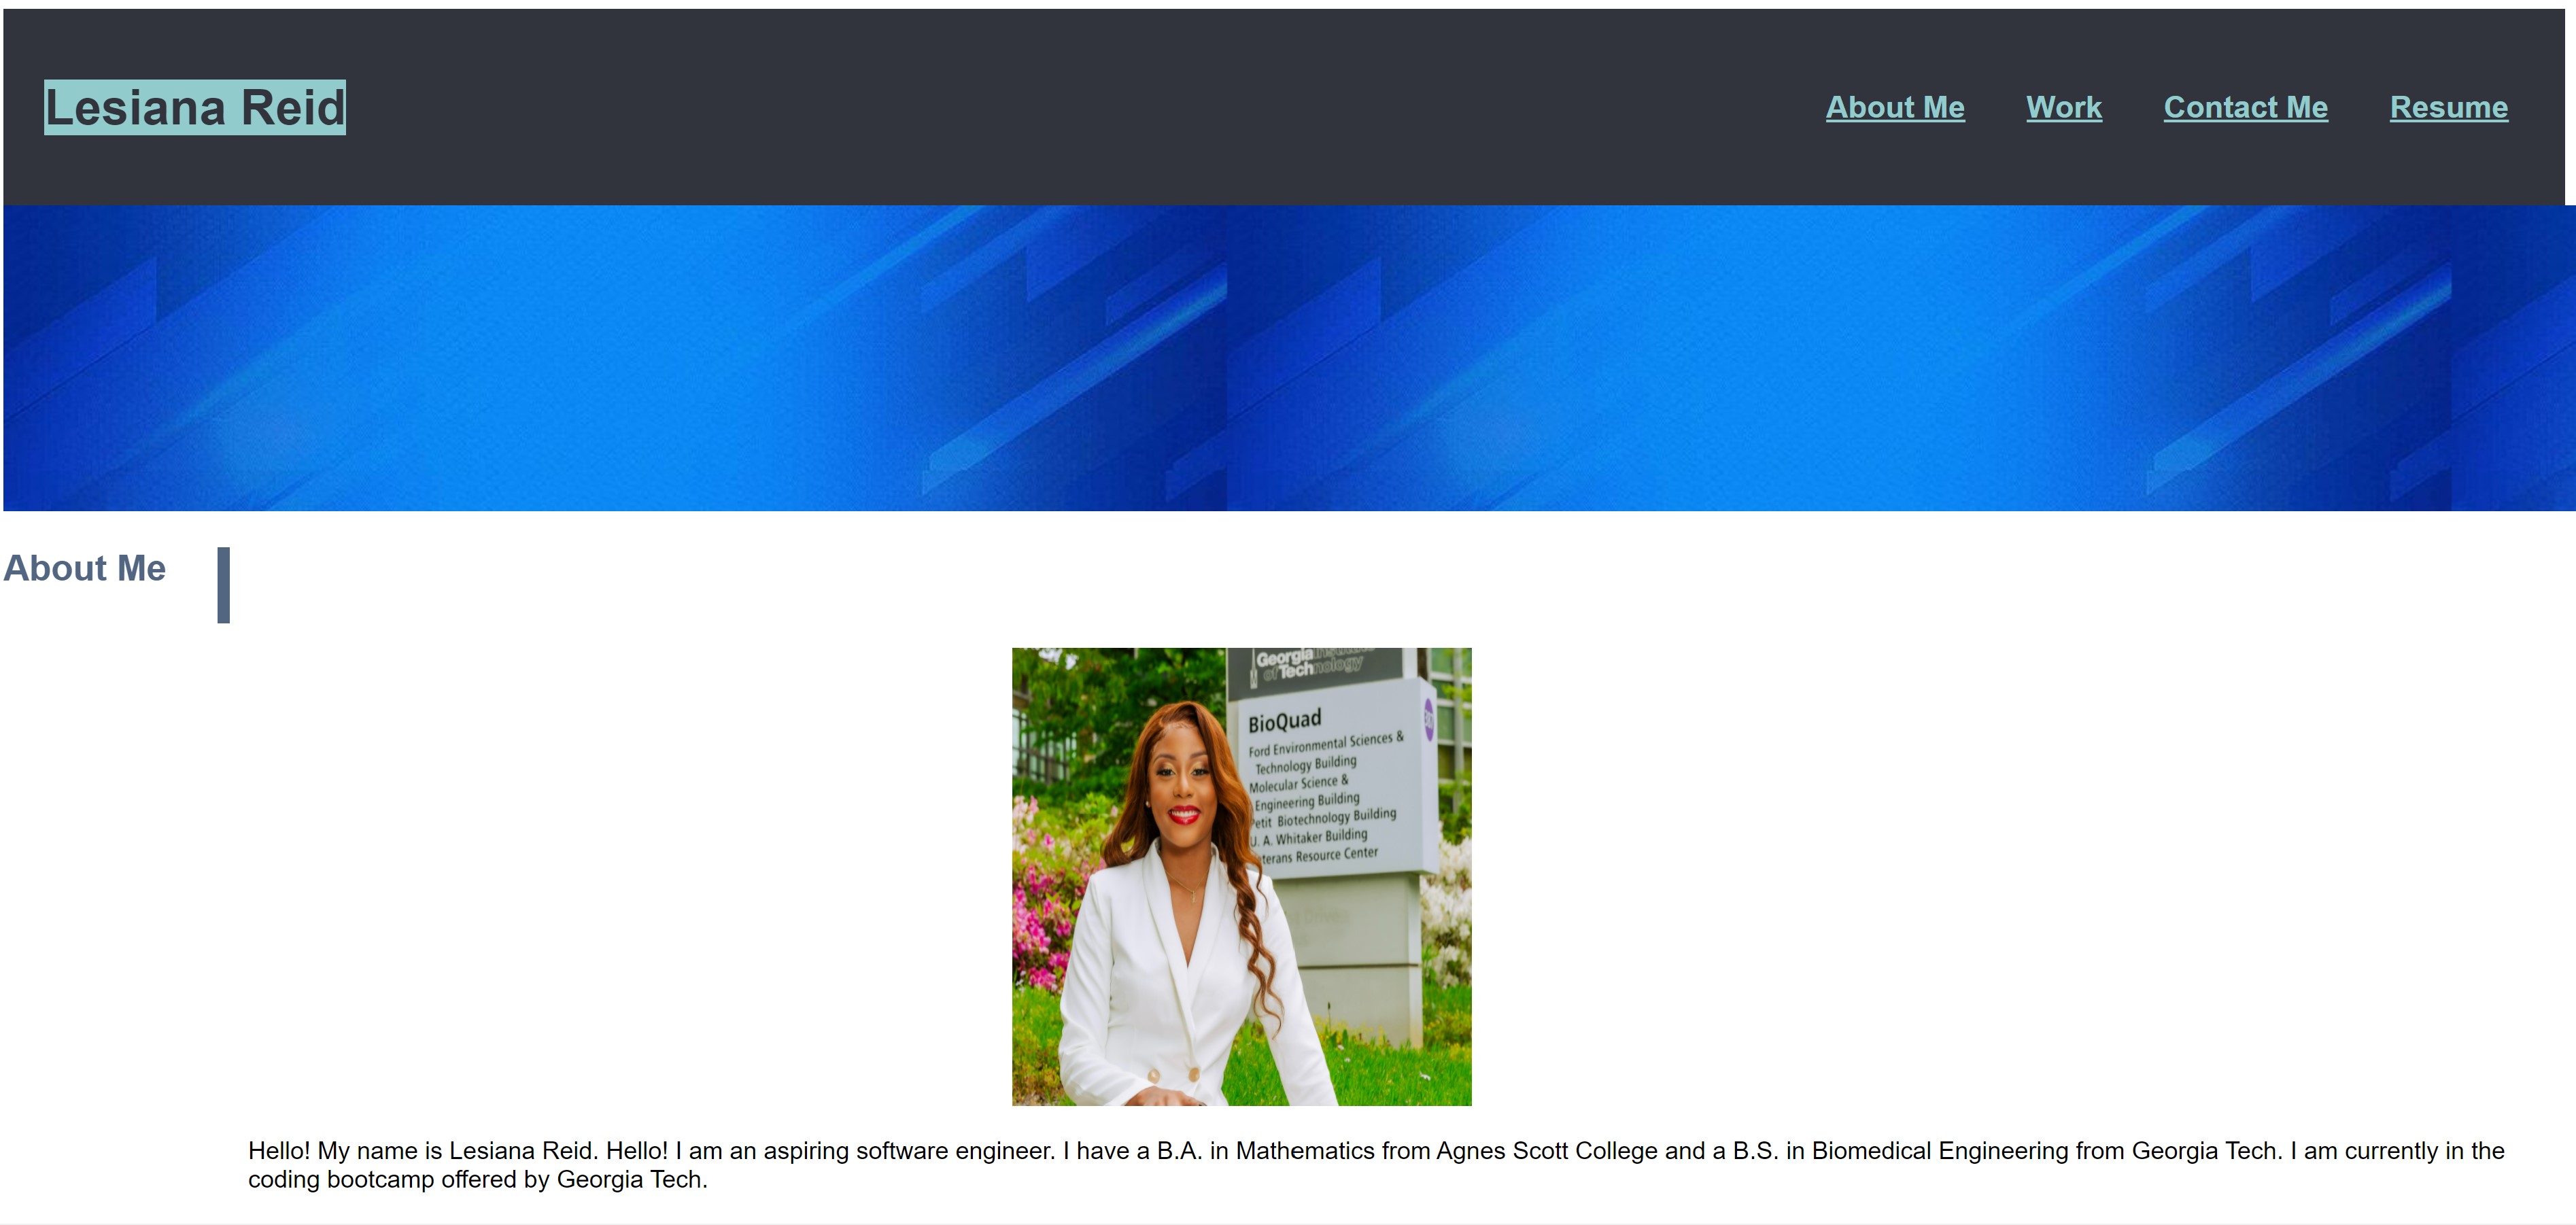 Lesiana Reid
About Me Work Contact Me Resume
About Me
Georgia Institute
of Technology
BioQuad
Ford Environmental Sciences &
Technology Building
Molecular Science &
Engineering Building
Petit Biotechnology Building
U. A. Whitaker Building
terans Resource Center
Hello! My name is Lesiana Reid. Hello! I am an aspiring software engineer. I have a B.A. in Mathematics from Agnes Scott College and a B.S. in Biomedical Engineering from Georgia Tech. I am currently in the
coding bootcamp offered by Georgia Tech.